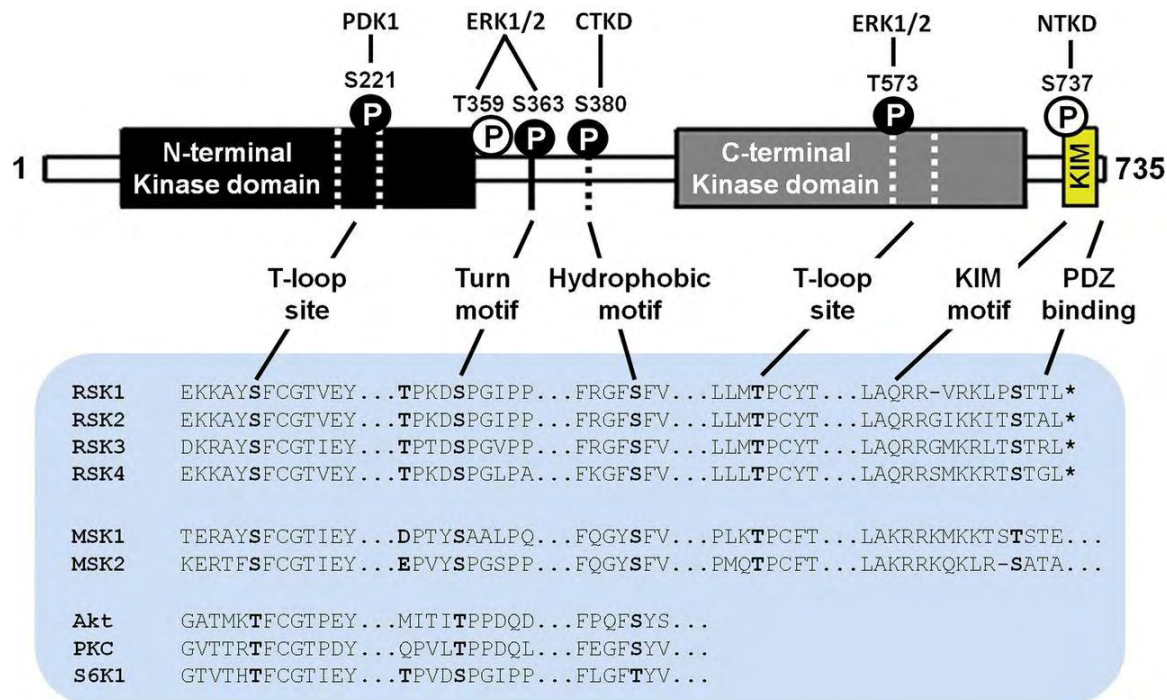 PDK1 ERK1/2 CTKD ERK1/2 NTKD
S221 T359 S363 S380 T573 S737
P P P P P P
1 N-terminal Kinase domain C-terminal Kinase domain KIM 735
T-loop site Turn motif Hydrophobic motif T-loop site KIM motif PDZ binding
RSK1 EKKAYSFCGTVEY...TPKDSPGIPP...FRGFSFV...LLMTPCYT...LAQRR-VRKLPSTTL*
RSK2 EKKAYSFCGTVEY...TPKDSPGIPP...FRGFSFV...LLMTPCYT...LAQRRGIKKITSTAL*
RSK3 DKRAYSFCGTIEY...TPTDSPGVPP...FRGFSFV...LLMTPCYT...LAQRRGMKRLTSTRL*
RSK4 EKKAYSFCGTVEY...TPKDSPGLPA...FKGFSFV...LLLTPCYT...LAQRRSMKKRTSTGL*
MSK1 TERAYSFCGTIEY...DPTYSAALPQ...FQGYSFV...PLKTPCFT...LAKRRKMKKTSTSTE...
MSK2 KERTFSFCGTIEY...EPVYSPGSPP...FQGYSFV...PMQTPCFT...LAKRRKQKLR-SATA...
Akt GATMKTFCGTPEY...MITITPPDQD...FPQFSYS...
PKC GVTTRTFCGTPDY...QPVLTPPDQL...FEGFSYV...
S6K1 GTVTHTFCGTIEY...TPVDSPGIPP...FLGFTYV...